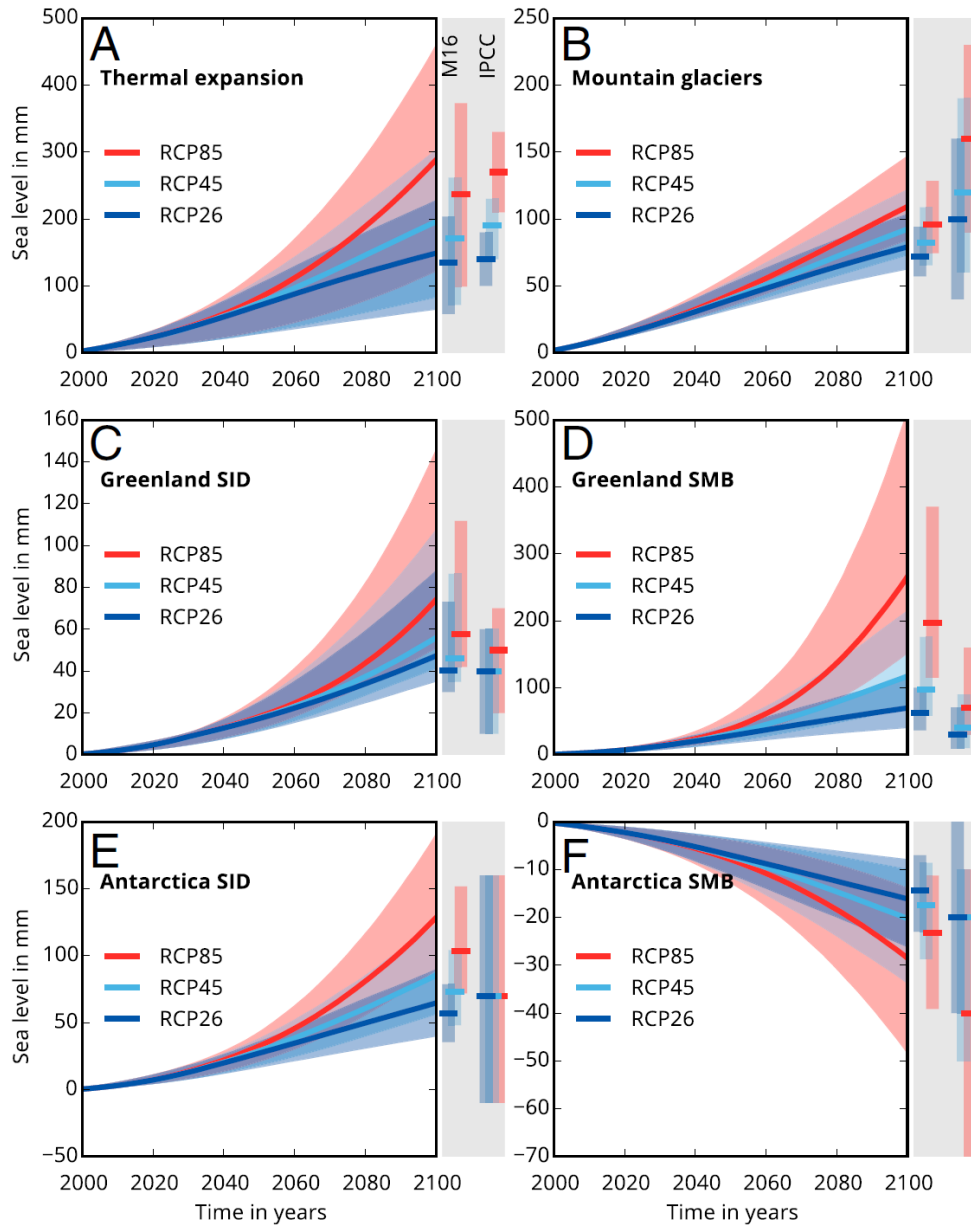 A
Thermal expansion
M16
IPCC
RCP85
RCP45
RCP26
Sea level in mm
500
400
300
200
100
0
2000 2020 2040 2060 2080 2100
B
Mountain glaciers
RCP85
RCP45
RCP26
250
200
150
100
50
0
2000 2020 2040 2060 2080 2100
C
Greenland SID
RCP85
RCP45
RCP26
Sea level in mm
160
140
120
100
80
60
40
20
0
2000 2020 2040 2060 2080 2100
D
Greenland SMB
RCP85
RCP45
RCP26
500
400
300
200
100
0
2000 2020 2040 2060 2080 2100
E
Antarctica SID
RCP85
RCP45
RCP26
Sea level in mm
200
150
100
50
0
−50
2000 2020 2040 2060 2080 2100
Time in years
F
Antarctica SMB
RCP85
RCP45
RCP26
0
−10
−20
−30
−40
−50
−60
−70
2000 2020 2040 2060 2080 2100
Time in years